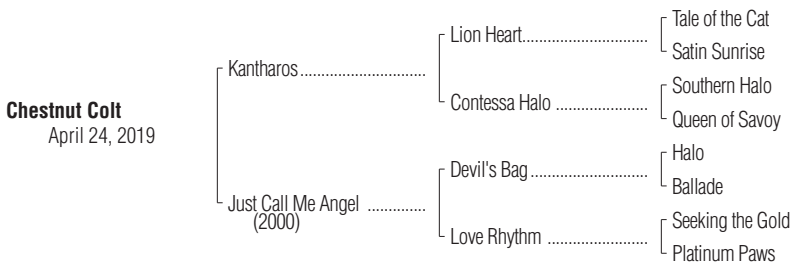 Chestnut Colt
April 24, 2019
Kantharos
Just Call Me Angel
(2000)
Lion Heart
Contessa Halo
Devil's Bag
Love Rhythm
Tale of the Cat
Satin Sunrise
Southern Halo
Queen of Savoy
Halo
Ballade
Seeking the Gold
Platinum Paws